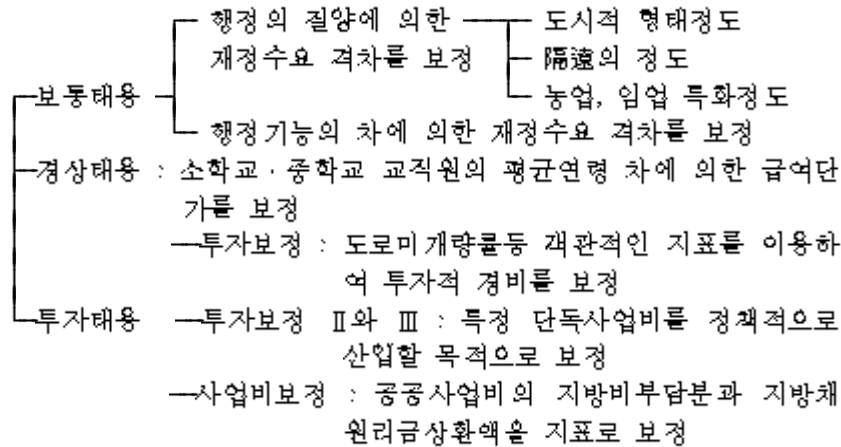 행정의 질양에 의한 도시적 형태정도
재정수요 격차를 보정 隔遠의 정도
보통태용 농업, 임업 특화정도
행정기능의 차에 의한 재정수요 격차를 보정
경상태용 : 소학교·중학교 교직원의 평균연령 차에 의한 급여단
가를 보정
투자보정 : 도로미개량률등 객관적인 지표를 이용하
여 투자적 경비를 보정
투자태용 투자보정 Ⅱ와 Ⅲ : 특정 단독사업비를 정책적으로
산입할 목적으로 보정
사업비보정 : 공공사업비의 지방비부담분과 지방채
원리금상환액을 지표로 보정